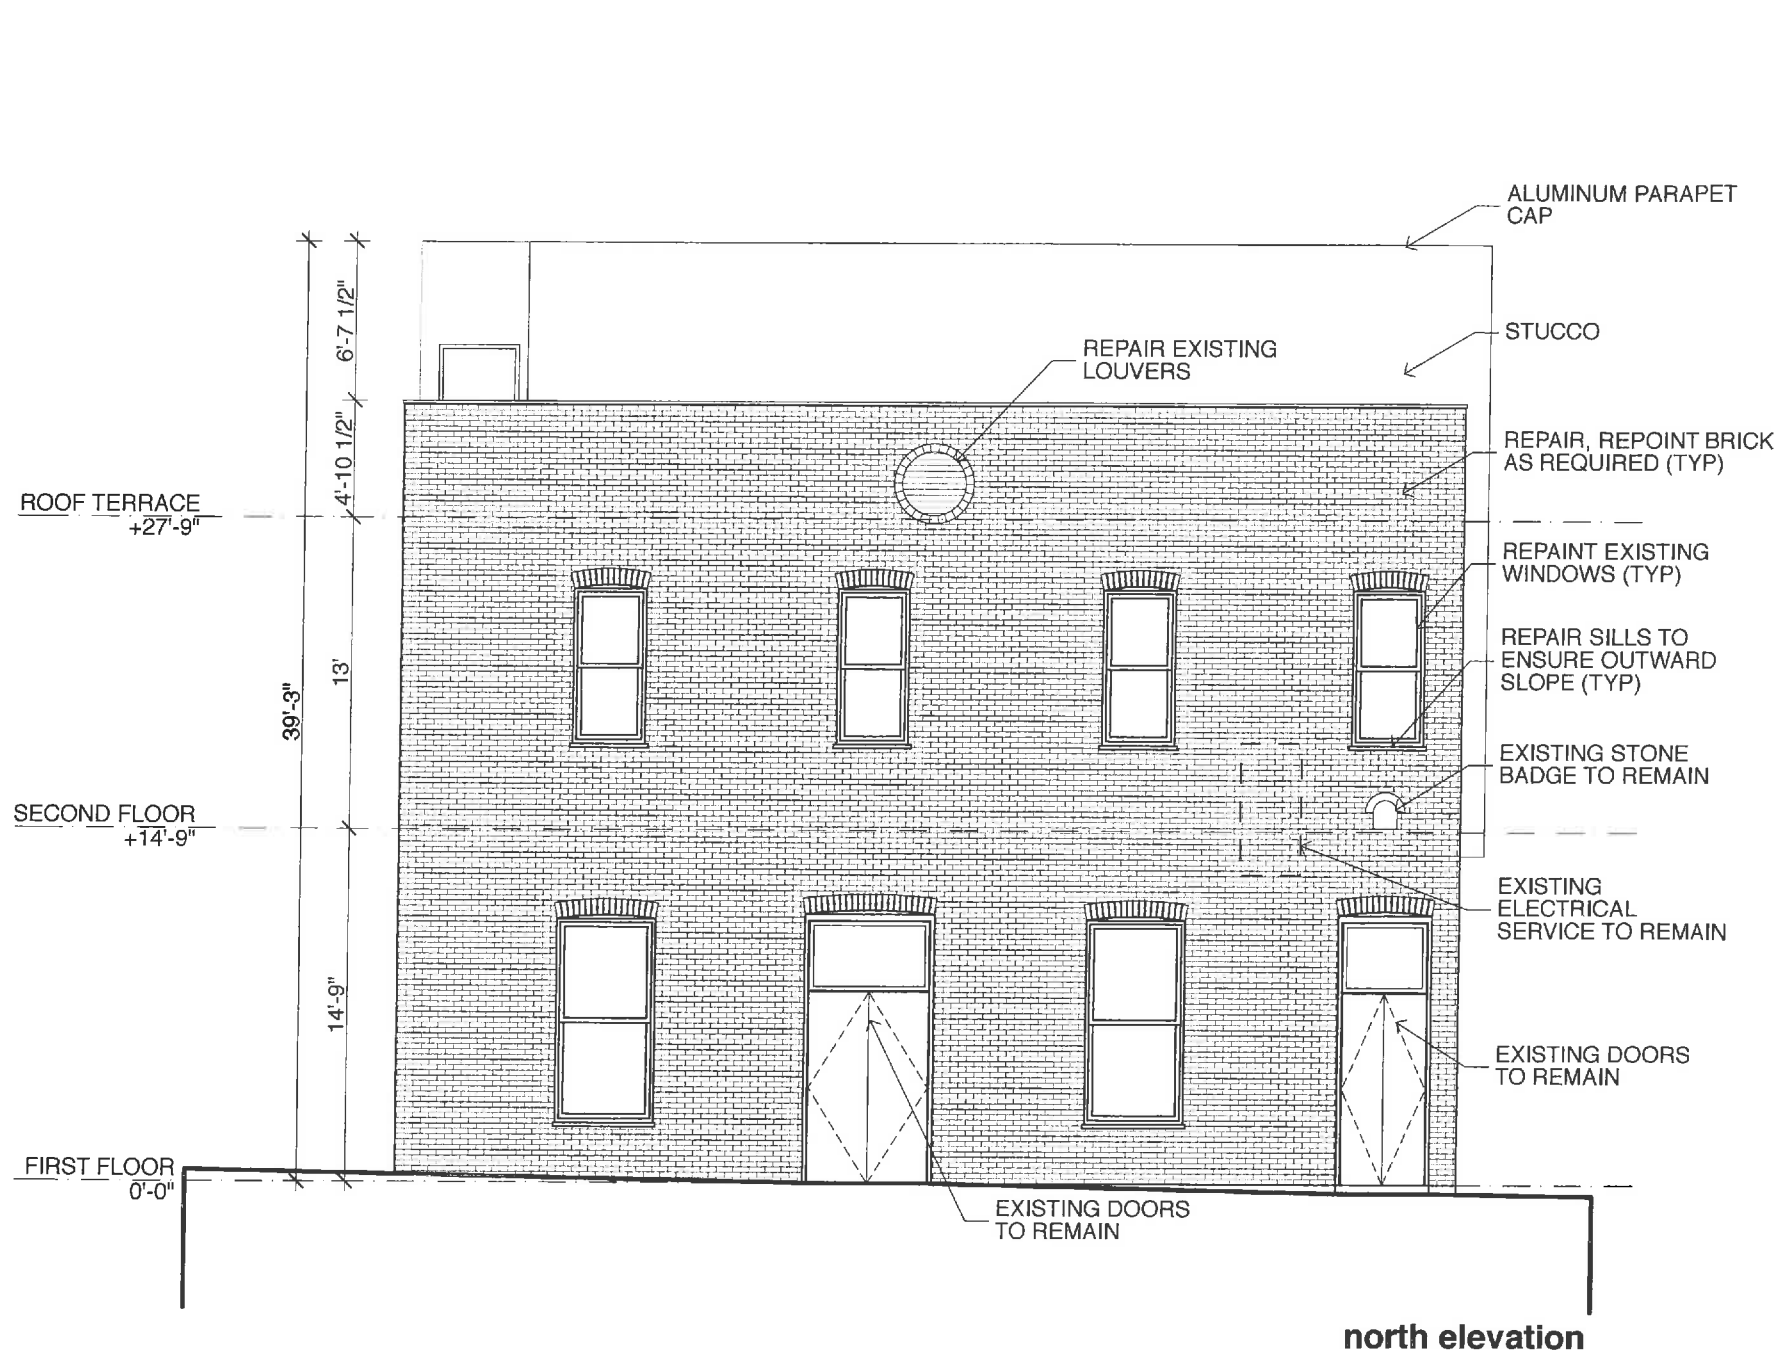 ALUMINUM PARAPET
CAP
STUCCO
REPAIR EXISTING
LOUVERS
REPAIR, REPOINT BRICK
AS REQUIRED (TYP)
REPAINT EXISTING
WINDOWS (TYP)
REPAIR SILLS TO
ENSURE OUTWARD
SLOPE (TYP)
EXISTING STONE
BADGE TO REMAIN
EXISTING
ELECTRICAL
SERVICE TO REMAIN
EXISTING DOORS
TO REMAIN
EXISTING DOORS
TO REMAIN
6'-7 1/2"
4'-10 1/2"
ROOF TERRACE
+27'-9"
13'
39'-3"
SECOND FLOOR
+14'-9"
14'-9"
FIRST FLOOR
0'-0"
north elevation